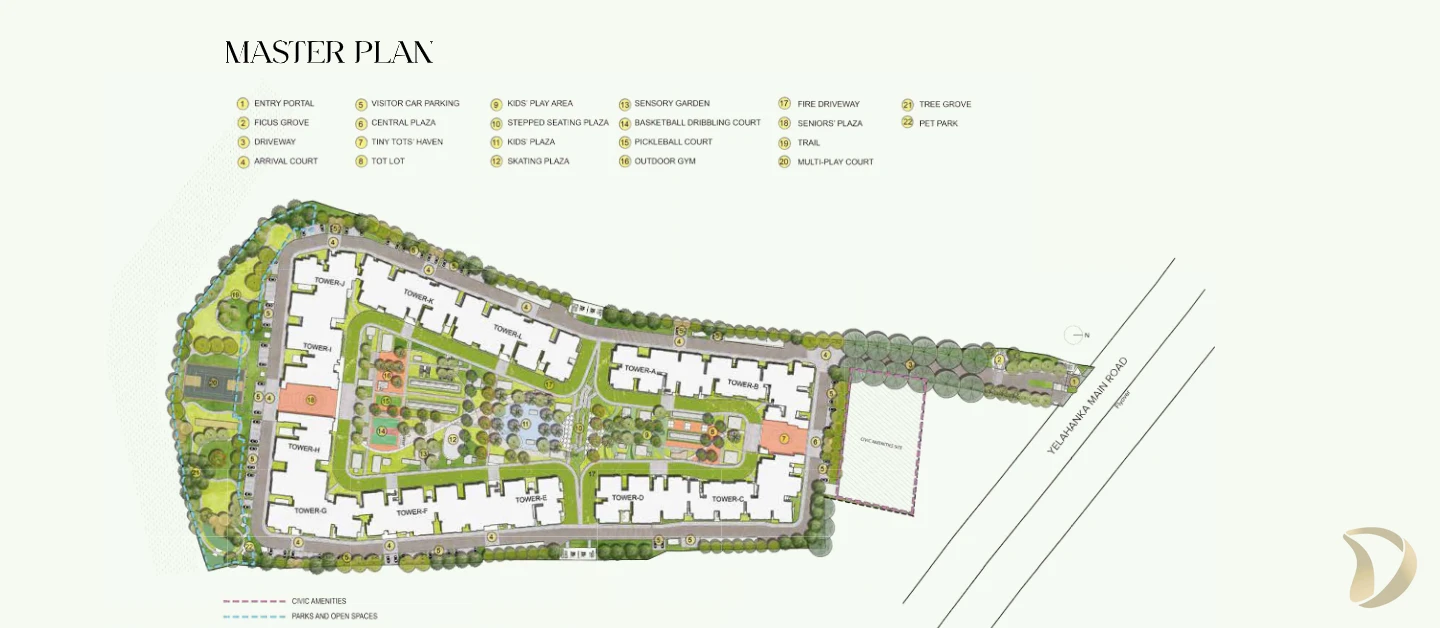 MASTER PLAN
1 ENTRY PORTAL
2 FICUS GROVE
3 DRIVEWAY
4 ARRIVAL COURT
5 VISITOR CAR PARKING
6 CENTRAL PLAZA
7 TINY TOTS' HAVEN
8 TOT LOT
9 KIDS' PLAY AREA
10 STEPPED SEATING PLAZA
11 KIDS' PLAZA
12 SKATING PLAZA
13 SENSORY GARDEN
14 BASKETBALL DRIBBLING COURT
15 PICKLEBALL COURT
16 OUTDOOR GYM
17 FIRE DRIVEWAY
18 SENIORS' PLAZA
19 TRAIL
20 MULTI-PLAY COURT
21 TREE GROVE
22 PET PARK
TOWER-J
TOWER-K
TOWER-L
TOWER-I
TOWER-A
TOWER-B
TOWER-H
TOWER-G
TOWER-F
TOWER-E
TOWER-D
TOWER-C
CIVIC AMENITIES SITE
N
YELAHANKA MAIN ROAD
Flyover
CIVIC AMENITIES
PARKS AND OPEN SPACES